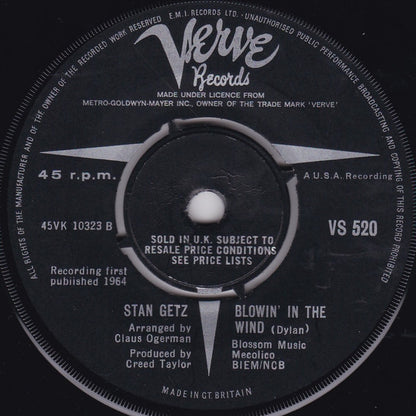 ALL RIGHTS OF THE MANUFACTURER AND OF THE OWNER OF THE RECORDED WORK RESERVED E.M.I. RECORDS LTD. - UNAUTHORISED PUBLIC PERFORMANCE BROADCASTING AND COPYING OF THIS RECORD PROHIBITED
Verve
Records
MADE UNDER LICENCE FROM
METRO-GOLDWYN-MAYER INC., OWNER OF THE TRADE MARK 'VERVE'
45 r.p.m.
A U.S.A. Recording
45VK 10323 B
VS 520
SOLD IN U.K. SUBJECT TO
RESALE PRICE CONDITIONS
SEE PRICE LISTS
Recording first
published 1964
STAN GETZ
Arranged by
Claus Ogerman
Produced by
Creed Taylor
BLOWIN' IN THE
WIND (Dylan)
Blossom Music
Mecolico
BIEM/NCB
MADE IN GT. BRITAIN